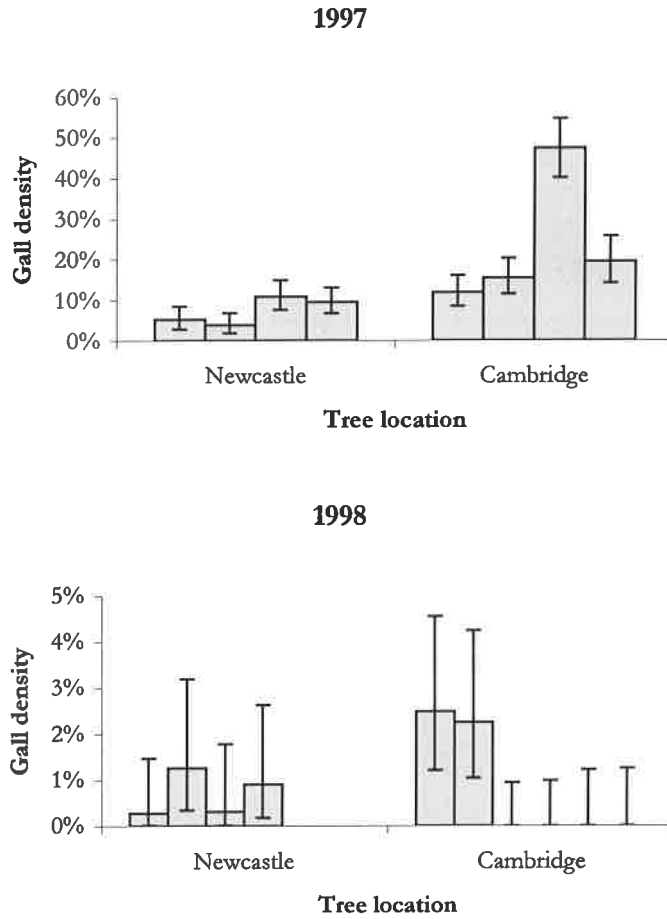 1997
60%
50%
40%
30%
20%
10%
0%
Gall density
Newcastle Cambridge
Tree location
1998
5%
4%
3%
2%
1%
0%
Gall density
Newcastle Cambridge
Tree location